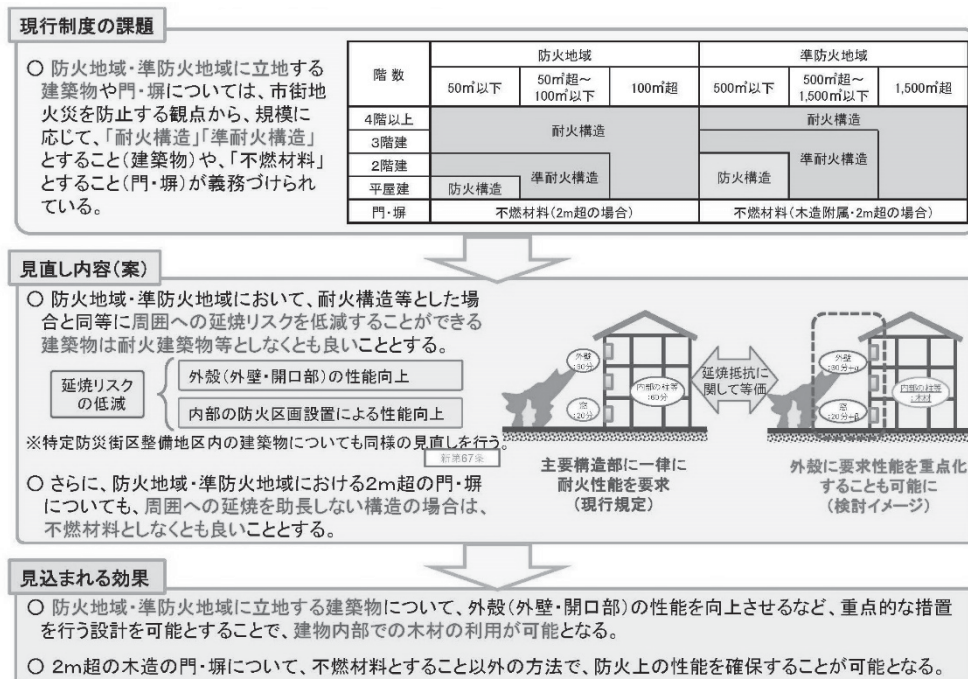 現行制度の課題
○ 防火地域・準防火地域に立地する
建築物や門・塀については、市街地
火災を防止する観点から、規模に
応じて、「耐火構造」「準耐火構造」
とすること(建築物)や、「不燃材料」
とすること(門・塀)が義務づけられ
ている。
階 数
防火地域
準防火地域
50㎡以下
50㎡超～
100㎡以下
100㎡超
500㎡以下
500㎡超～
1,500㎡以下
1,500㎡超
4階以上
3階建
2階建
平屋建
門・塀
耐火構造
準耐火構造
防火構造
耐火構造
準耐火構造
防火構造
不燃材料(2m超の場合)
不燃材料(木造附属・2m超の場合)
見直し内容(案)
○ 防火地域・準防火地域において、耐火構造等とした場
合と同等に周囲への延焼リスクを低減することができる
建築物は耐火建築物等としなくとも良いこととする。
延焼リスク
の低減
外殻(外壁・開口部)の性能向上
内部の防火区画設置による性能向上
※特定防災街区整備地区内の建築物についても同様の見直しを行う。
新第67条
○ さらに、防火地域・準防火地域における2m超の門・塀
についても、周囲への延焼を助長しない構造の場合は、
不燃材料としなくとも良いこととする。
外壁
窓
:20分
内部の柱等
:60分
延焼抵抗に
関して等価
外壁
窓
内部の柱等
:木材
主要構造部に一律に
耐火性能を要求
(現行規定)
外殻に要求性能を重点化
することも可能に
(検討イメージ)
見込まれる効果
○ 防火地域・準防火地域に立地する建築物について、外殻(外壁・開口部)の性能を向上させるなど、重点的な措置
を行う設計を可能とすることで、建物内部での木材の利用が可能となる。
○ 2m超の木造の門・塀について、不燃材料とすること以外の方法で、防火上の性能を確保することが可能となる。